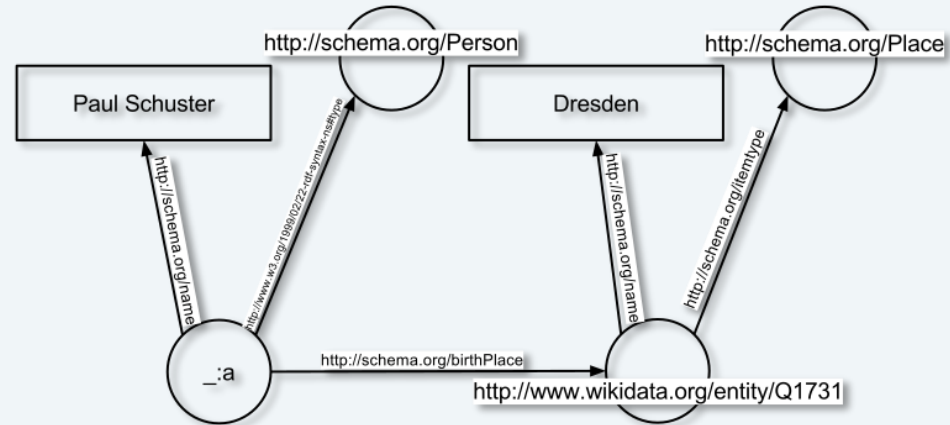 http://schema.org/Person
http://schema.org/Place
Paul Schuster
Dresden
http://schema.org/name
http://www.w3.org/1999/02/22-rdf-syntax-ns#type
http://schema.org/name
http://schema.org/itemtype
_:a
http://schema.org/birthPlace
http://www.wikidata.org/entity/Q1731